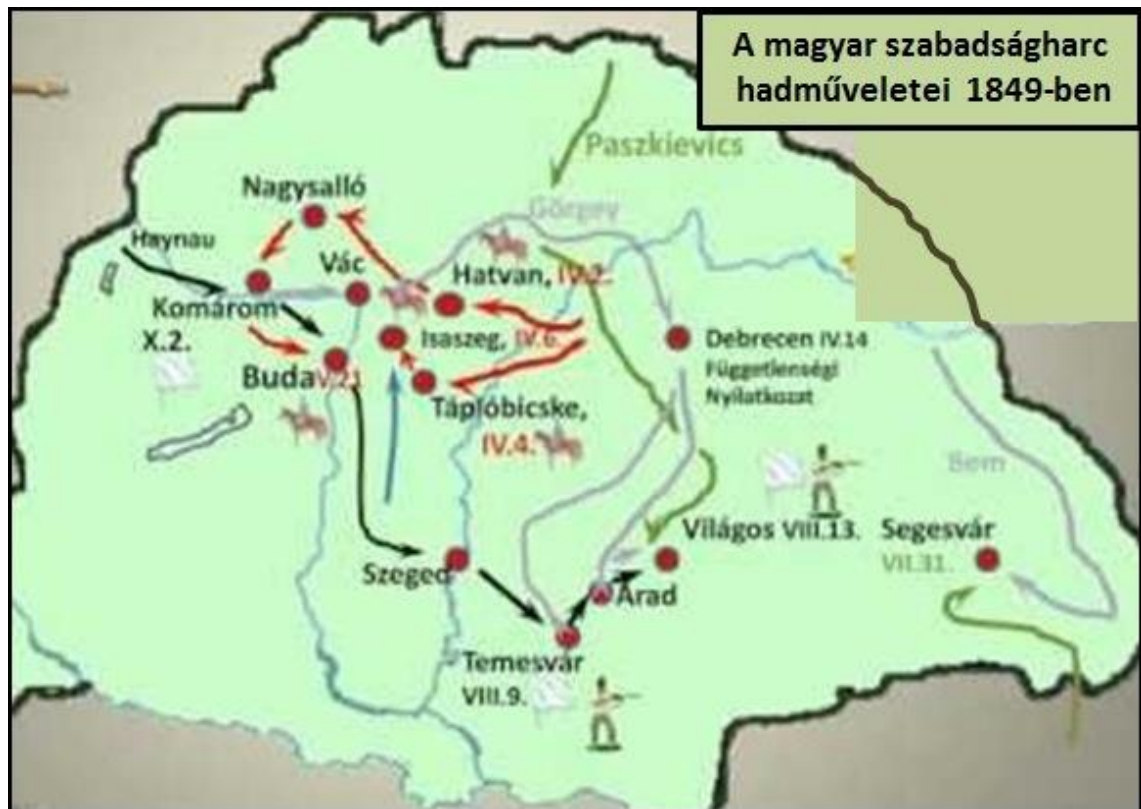 A magyar szabadságharc
hadműveletei 1849-ben
Paszkievics
Nagysalló
Görgey
Haynau
Vác
Hatvan, IV.2.
Komárom
X.2.
Isaszeg, IV.6.
Debrecen IV.14
Függetlenségi
Nyilatkozat
Buda V.21
Táplóbicske,
IV.4.
Bem
Világos VIII.13.
Segesvár
VII.31.
Szeged
Arad
Temesvár
VIII.9.